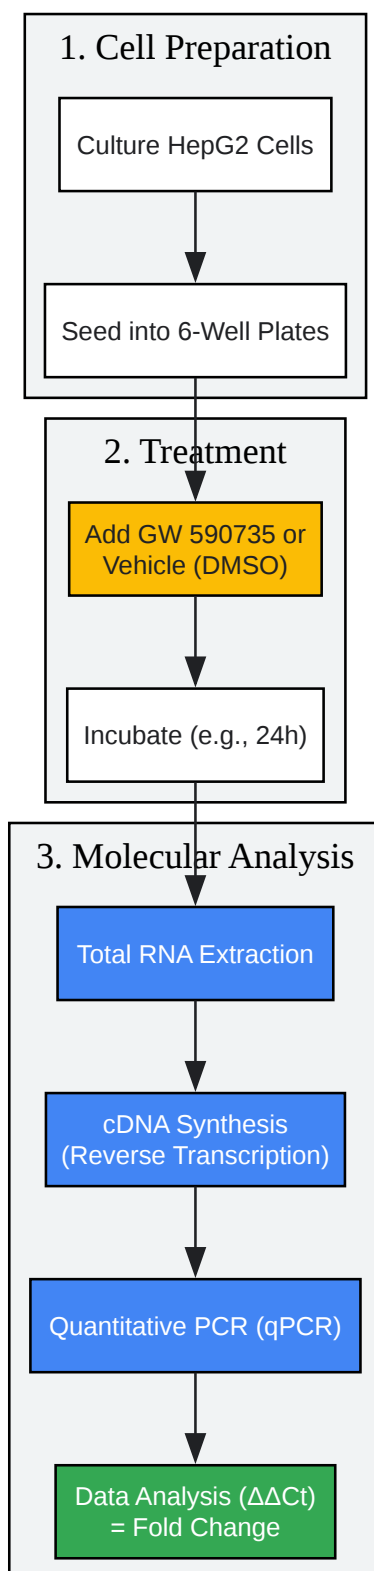 1. Cell Preparation
Culture HepG2 Cells
Seed into 6-Well Plates
2. Treatment
Add GW 590735 or
Vehicle (DMSO)
Incubate (e.g., 24h)
3. Molecular Analysis
Total RNA Extraction
cDNA Synthesis
(Reverse Transcription)
Quantitative PCR (qPCR)
Data Analysis (ΔΔCt)
= Fold Change